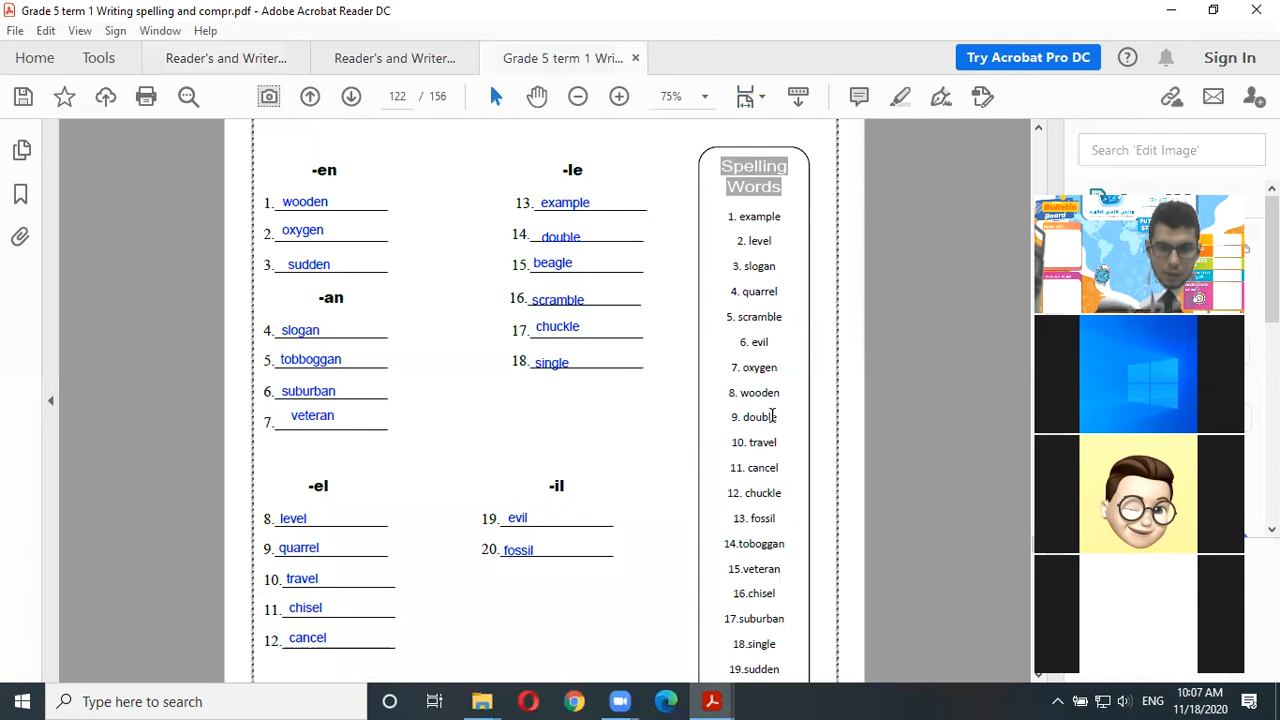 Grade 5 term 1 Writing spelling and compr.pdf - Adobe Acrobat Reader DC
File Edit View Sign Window Help
Home Tools Reader's and Writer... Reader's and Writer... Grade 5 term 1 Wri... Try Acrobat Pro DC Sign In
122 / 156 75%
Search 'Edit Image'
-en
1. wooden
2. oxygen
3. sudden
-an
4. slogan
5. tobboggan
6. suburban
7. veteran
-el
8. level
9. quarrel
10. travel
11. chisel
12. cancel
-le
13. example
14. double
15. beagle
16. scramble
17. chuckle
18. single
-il
19. evil
20. fossil
Spelling
Words
1. example
2. level
3. slogan
4. quarrel
5. scramble
6. evil
7. oxygen
8. wooden
9. double
10. travel
11. cancel
12. chuckle
13. fossil
14.toboggan
15.veteran
16.chisel
17.suburban
18.single
19.sudden
Bulletin
Board
Type here to search
ENG
10:07 AM
11/18/2020